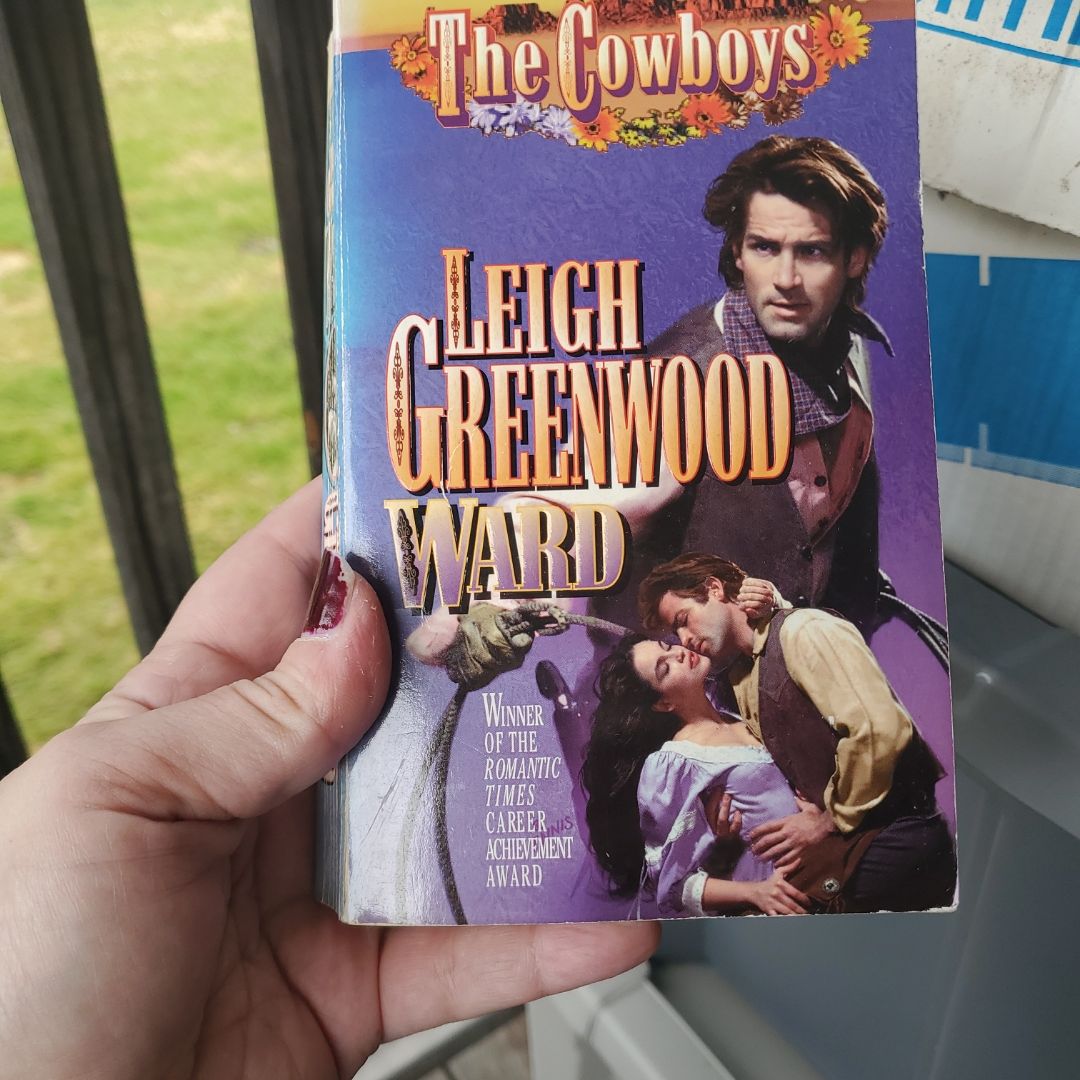 The Cowboys
LEIGH
GREENWOOD
WARD
WINNER
OF THE
ROMANTIC
TIMES
CAREER
ACHIEVEMENT
AWARD